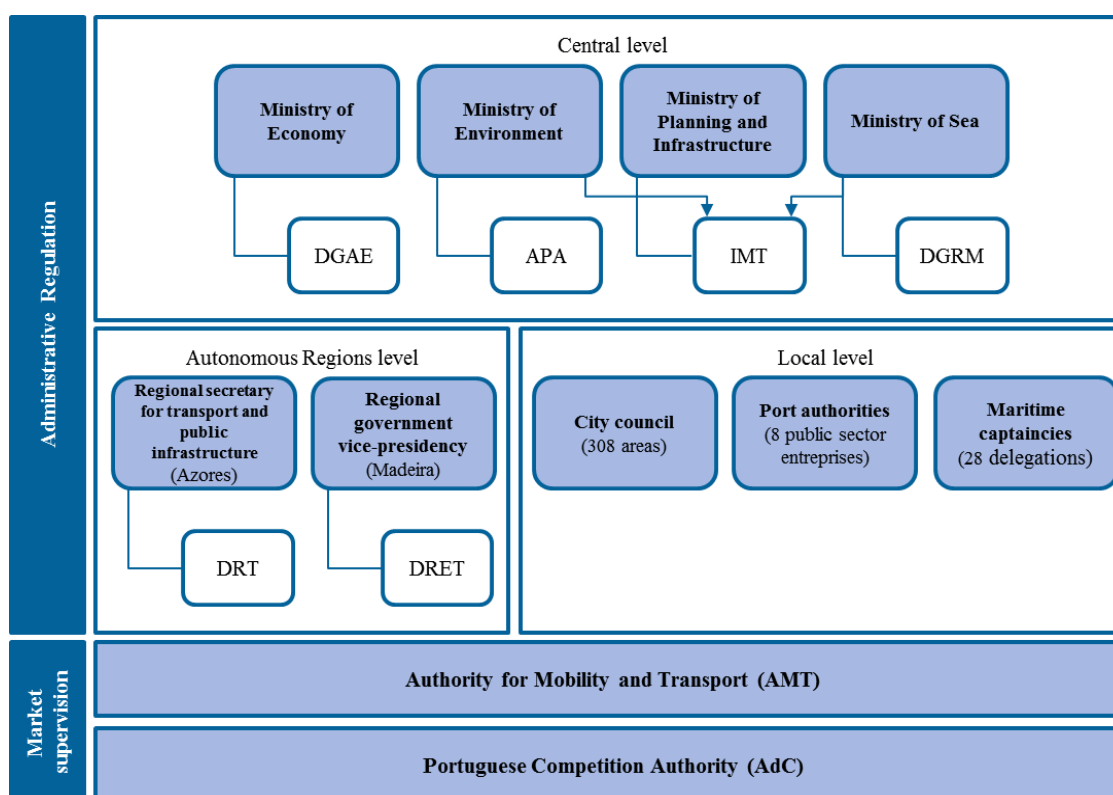 Administrative Regulation
Central level
Ministry of
Economy
Ministry of
Environment
Ministry of
Planning and
Infrastructure
Ministry of Sea
DGAE
APA
IMT
DGRM
Autonomous Regions level
Regional secretary
for transport and
public
infrastructure
(Azores)
Regional
government
vice-presidency
(Madeira)
DRT
DRET
Local level
City council
(308 areas)
Port authorities
(8 public sector
entreprises)
Maritime
captaincies
(28 delegations)
Market
supervision
Authority for Mobility and Transport (AMT)
Portuguese Competition Authority (AdC)